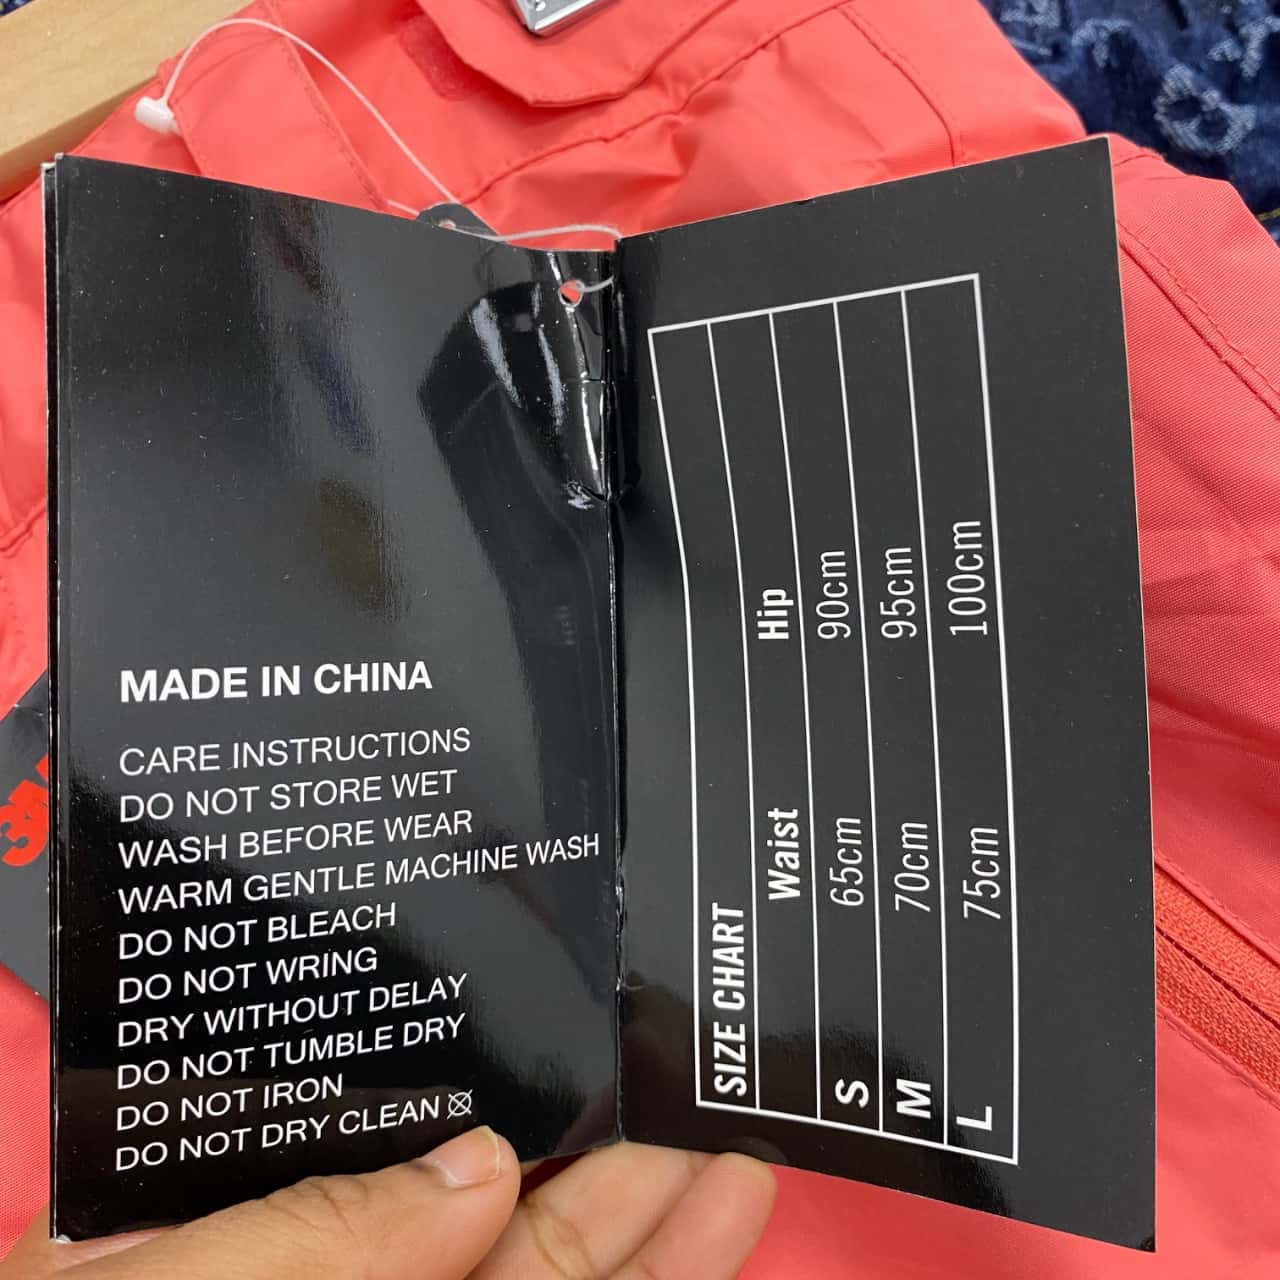 MADE IN CHINA
CARE INSTRUCTIONS
DO NOT STORE WET
WASH BEFORE WEAR
WARM GENTLE MACHINE WASH
DO NOT BLEACH
DO NOT WRING
DRY WITHOUT DELAY
DO NOT TUMBLE DRY
DO NOT IRON
DO NOT DRY CLEAN
SIZE CHART
Waist Hip
S 65cm 90cm
M 70cm 95cm
L 75cm 100cm